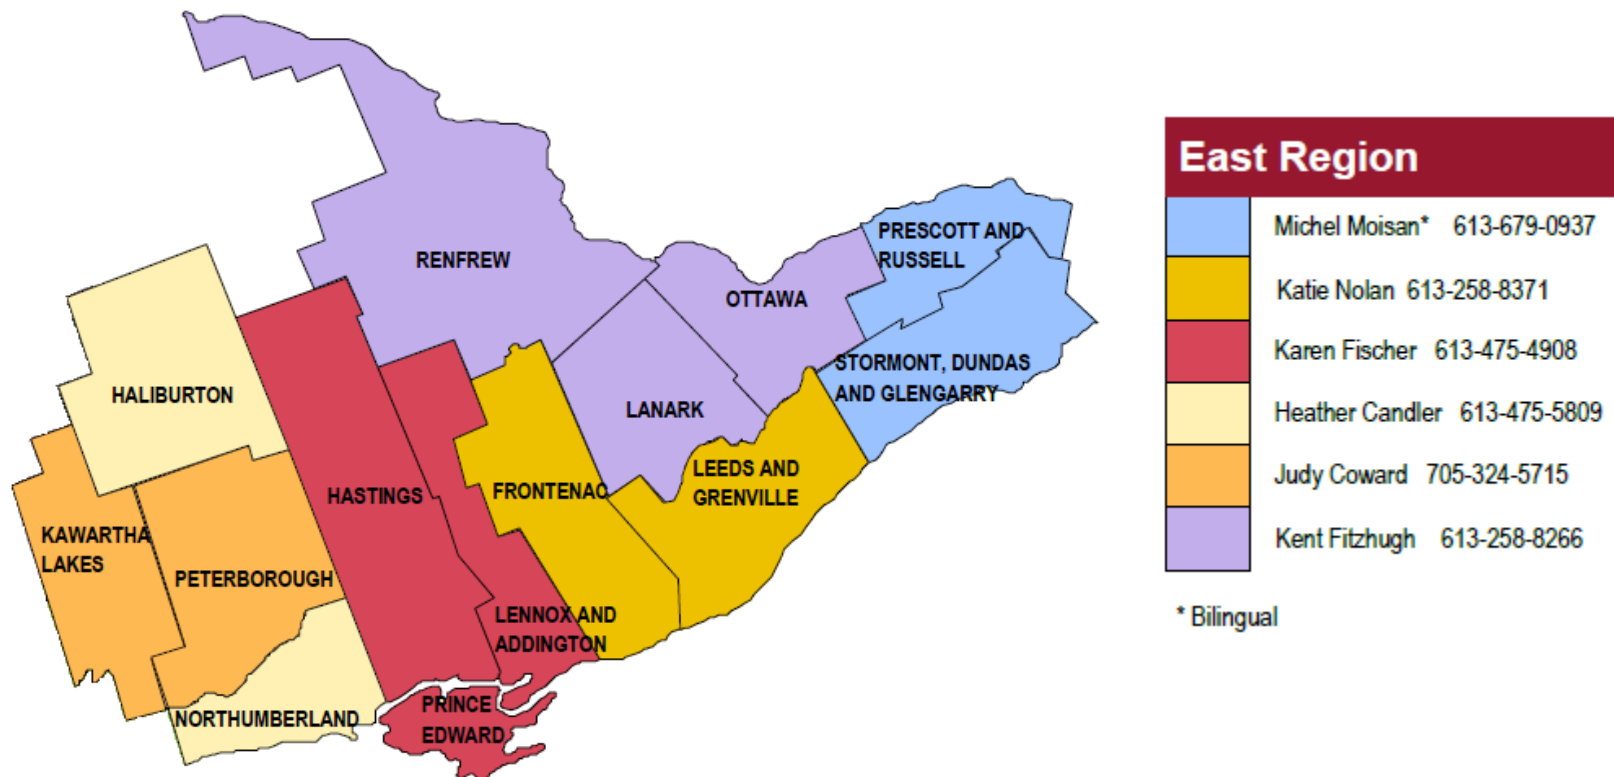 East Region
Michel Moisan* 613-679-0937
Katie Nolan 613-258-8371
Karen Fischer 613-475-4908
Heather Candler 613-475-5809
Judy Coward 705-324-5715
Kent Fitzhugh 613-258-8266
* Bilingual
RENFREW
PRESCOTT AND
RUSSELL
OTTAWA
STORMONT, DUNDAS
AND GLENGARRY
HALIBURTON
LANARK
LEEDS AND
GRENVILLE
FRONTENAC
HASTINGS
KAWARTHA
LAKES
PETERBOROUGH
LENNOX AND
ADDINGTON
NORTHUMBERLAND
PRINCE
EDWARD